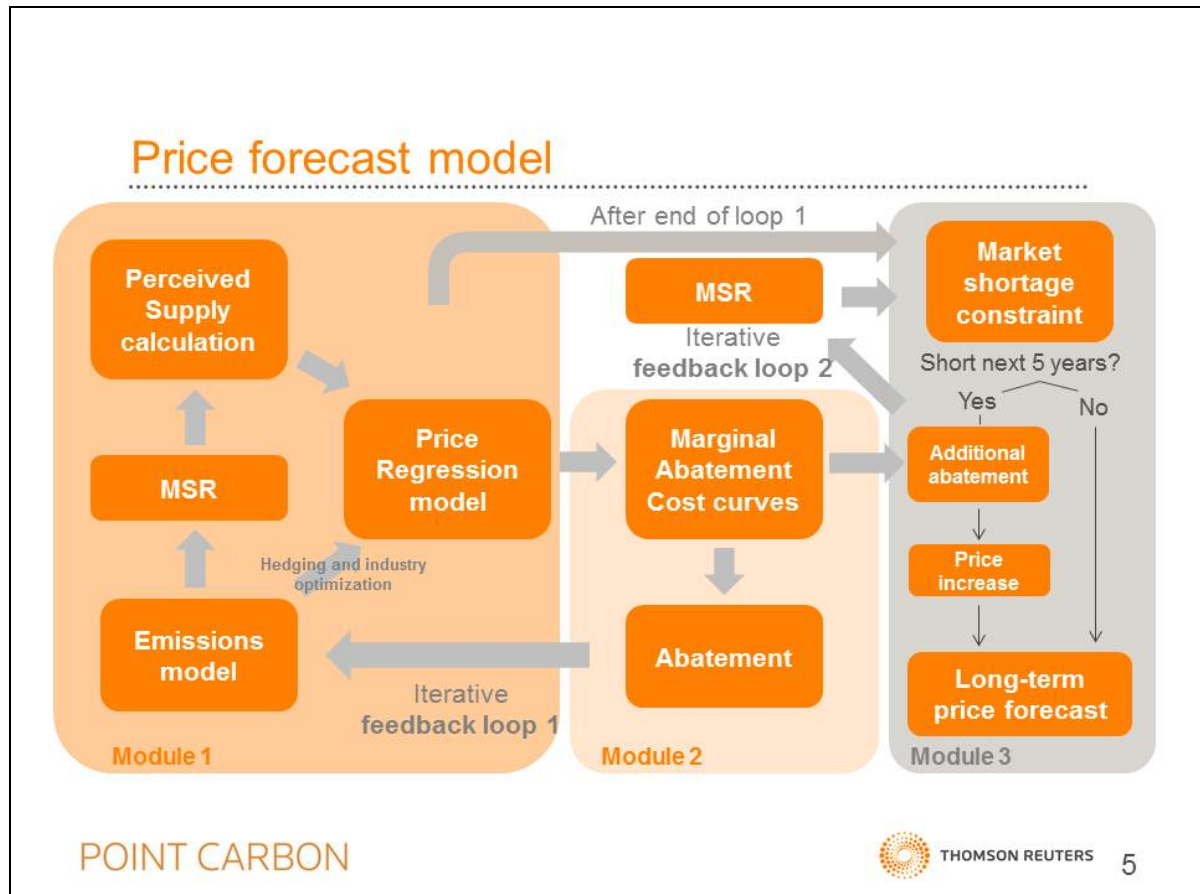 Price forecast model
After end of loop 1
Perceived
Supply
calculation
MSR
Emissions
model
Hedging and industry
optimization
Price
Regression
model
Module 1
MSR
Iterative
feedback loop 2
Marginal
Abatement
Cost curves
Abatement
Iterative
feedback loop 1
Module 2
Market
shortage
constraint
Short next 5 years?
Yes
No
Additional
abatement
Price
increase
Long-term
price forecast
Module 3
POINT CARBON
THOMSON REUTERS
5